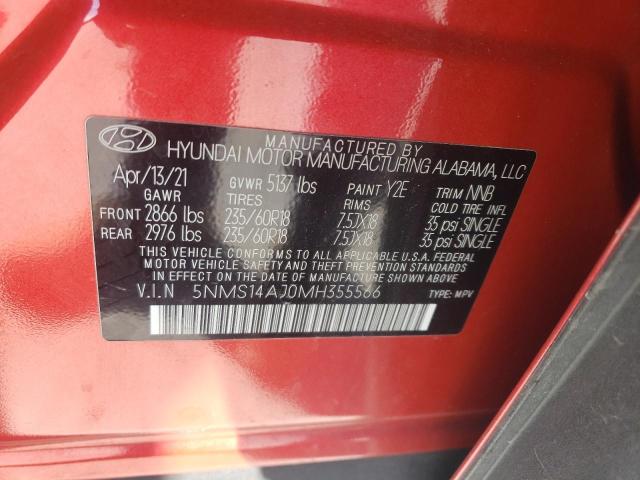 MANUFACTURED BY
HYUNDAI MOTOR MANUFACTURING ALABAMA, LLC
Apr/13/21 GVWR 5137 lbs PAINT Y2E TRIM NNB
GAWR TIRES RIMS COLD TIRE INFL
FRONT 2866 lbs 235/60R18 7.5JX18 35 psi SINGLE
REAR 2976 lbs 235/60R18 7.5JX18 35 psi SINGLE
THIS VEHICLE CONFORMS TO ALL APPLICABLE U.S.A. FEDERAL
MOTOR VEHICLE SAFETY, BUMPER, AND THEFT PREVENTION STANDARDS
IN EFFECT ON THE DATE OF MANUFACTURE SHOWN ABOVE.
V.I.N 5NMS14AJ0MH355566 TYPE: MPV